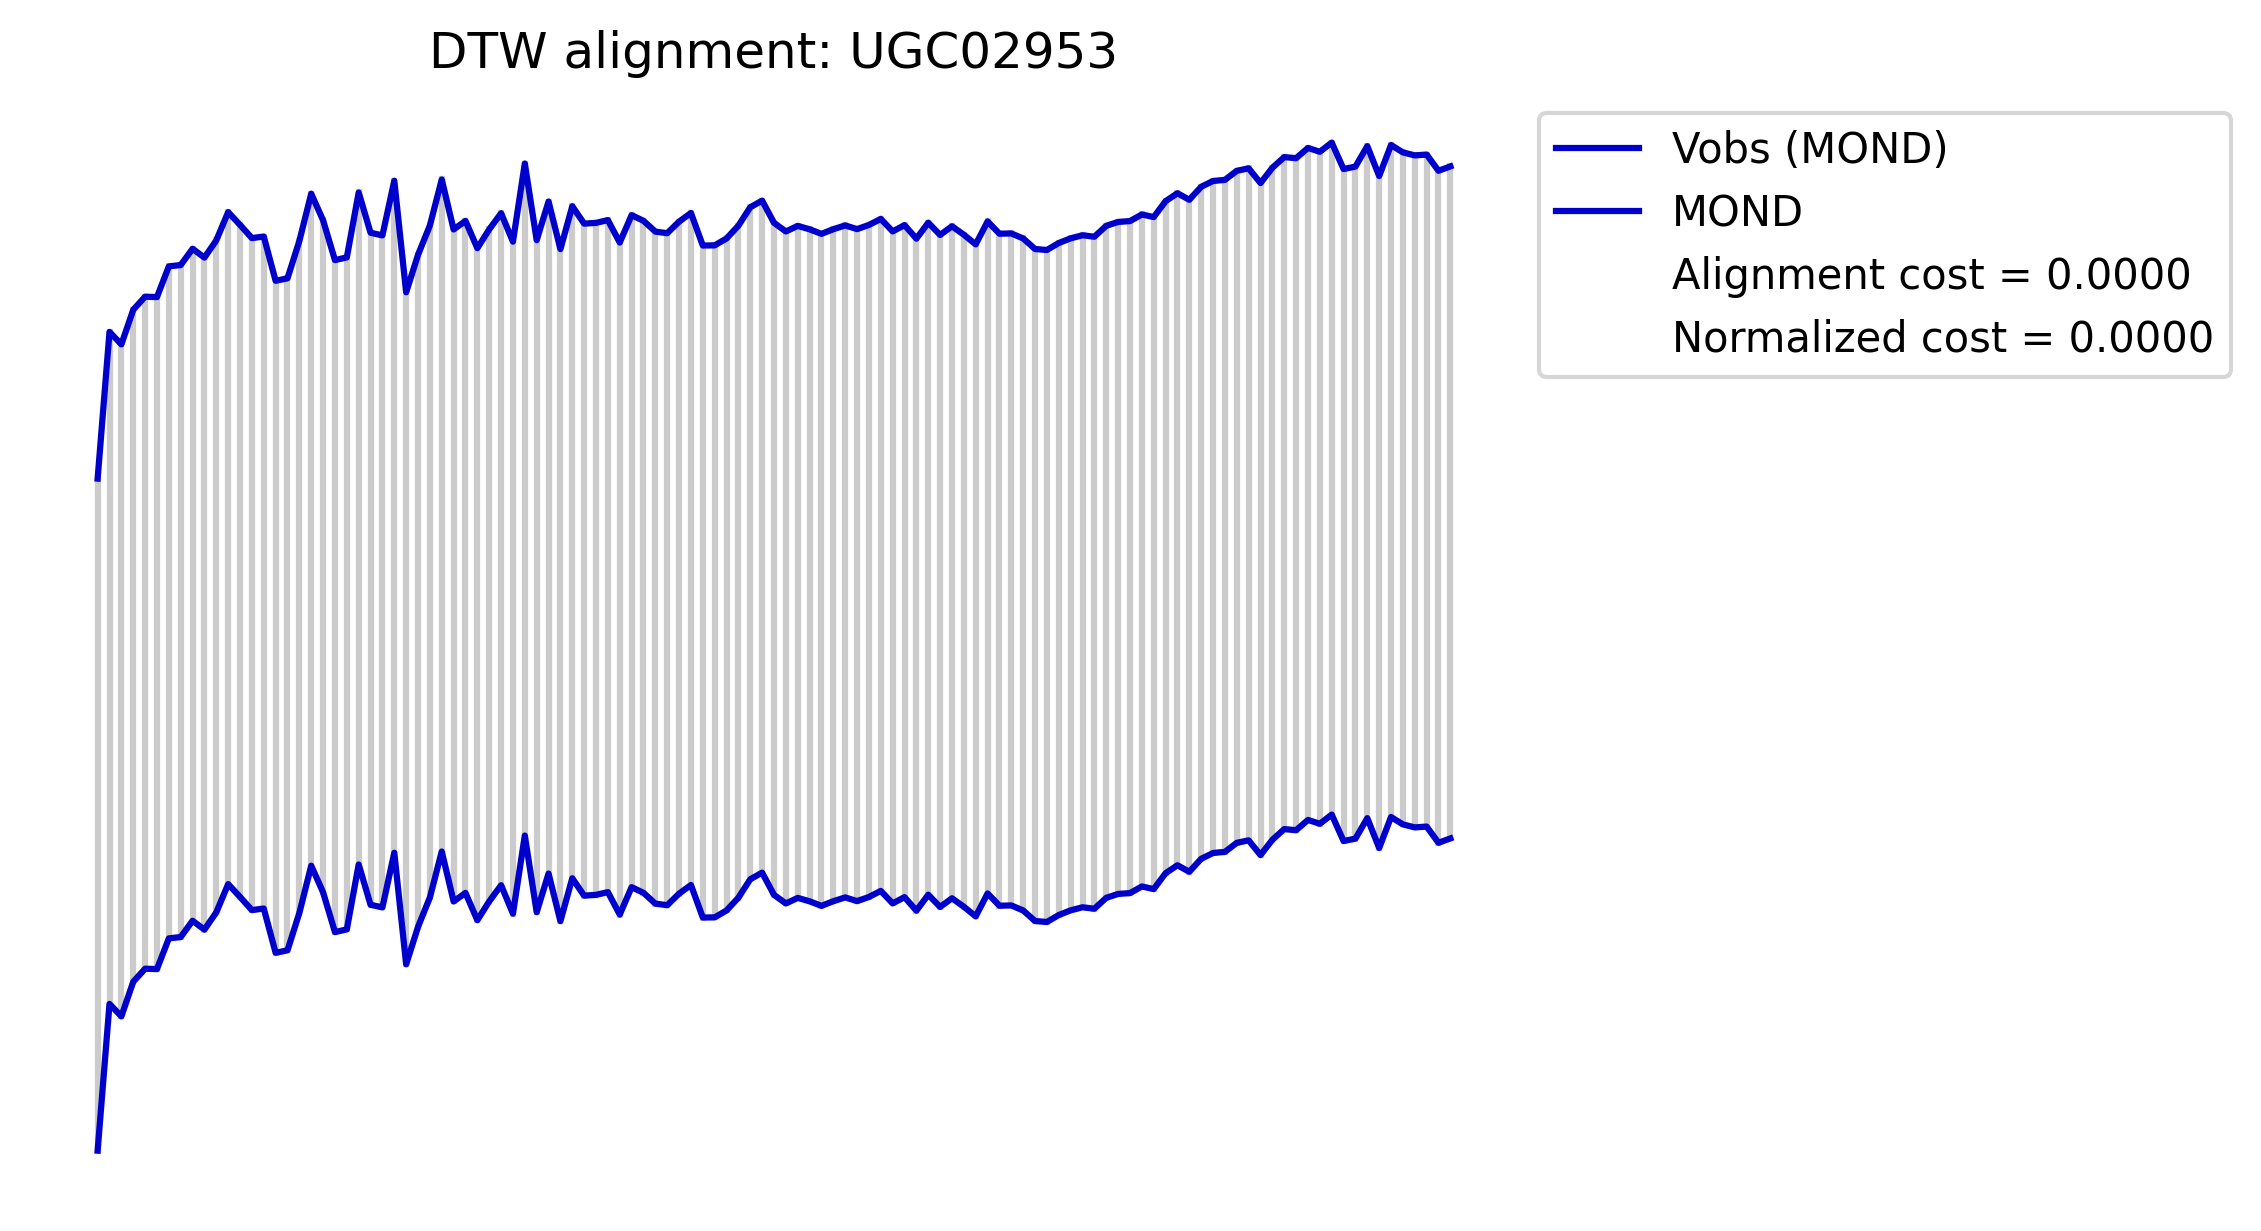 DTW alignment: UGC02953
Vobs (MOND)
MOND
Alignment cost = 0.0000
Normalized cost = 0.0000